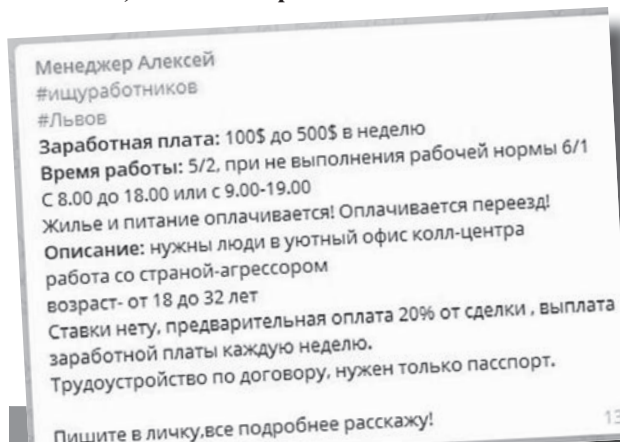 Менеджер Алексей
#ищуработников
#Львов
Заработная плата: 100$ до 500$ в неделю
Время работы: 5/2, при не выполнения рабочей нормы 6/1
С 8.00 до 18.00 или с 9.00-19.00
Жилье и питание оплачивается! Оплачивается переезд!
Описание: нужны люди в уютный офис колл-центра
работа со страной-агрессором
возраст- от 18 до 32 лет
Ставки нету, предварительная оплата 20% от сделки , выплата
заработной платы каждую неделю.
Трудоустройство по договору, нужен только пасспорт.
Пишите в личку,все подробнее расскажу!